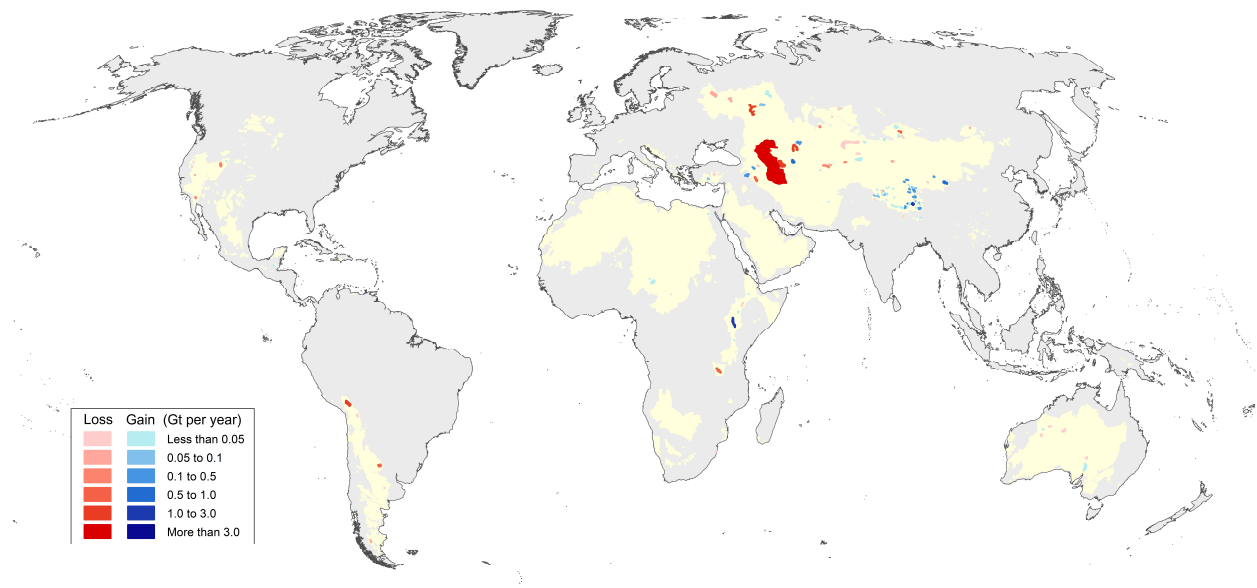 Loss Gain (Gt per year)
Less than 0.05
0.05 to 0.1
0.1 to 0.5
0.5 to 1.0
1.0 to 3.0
More than 3.0